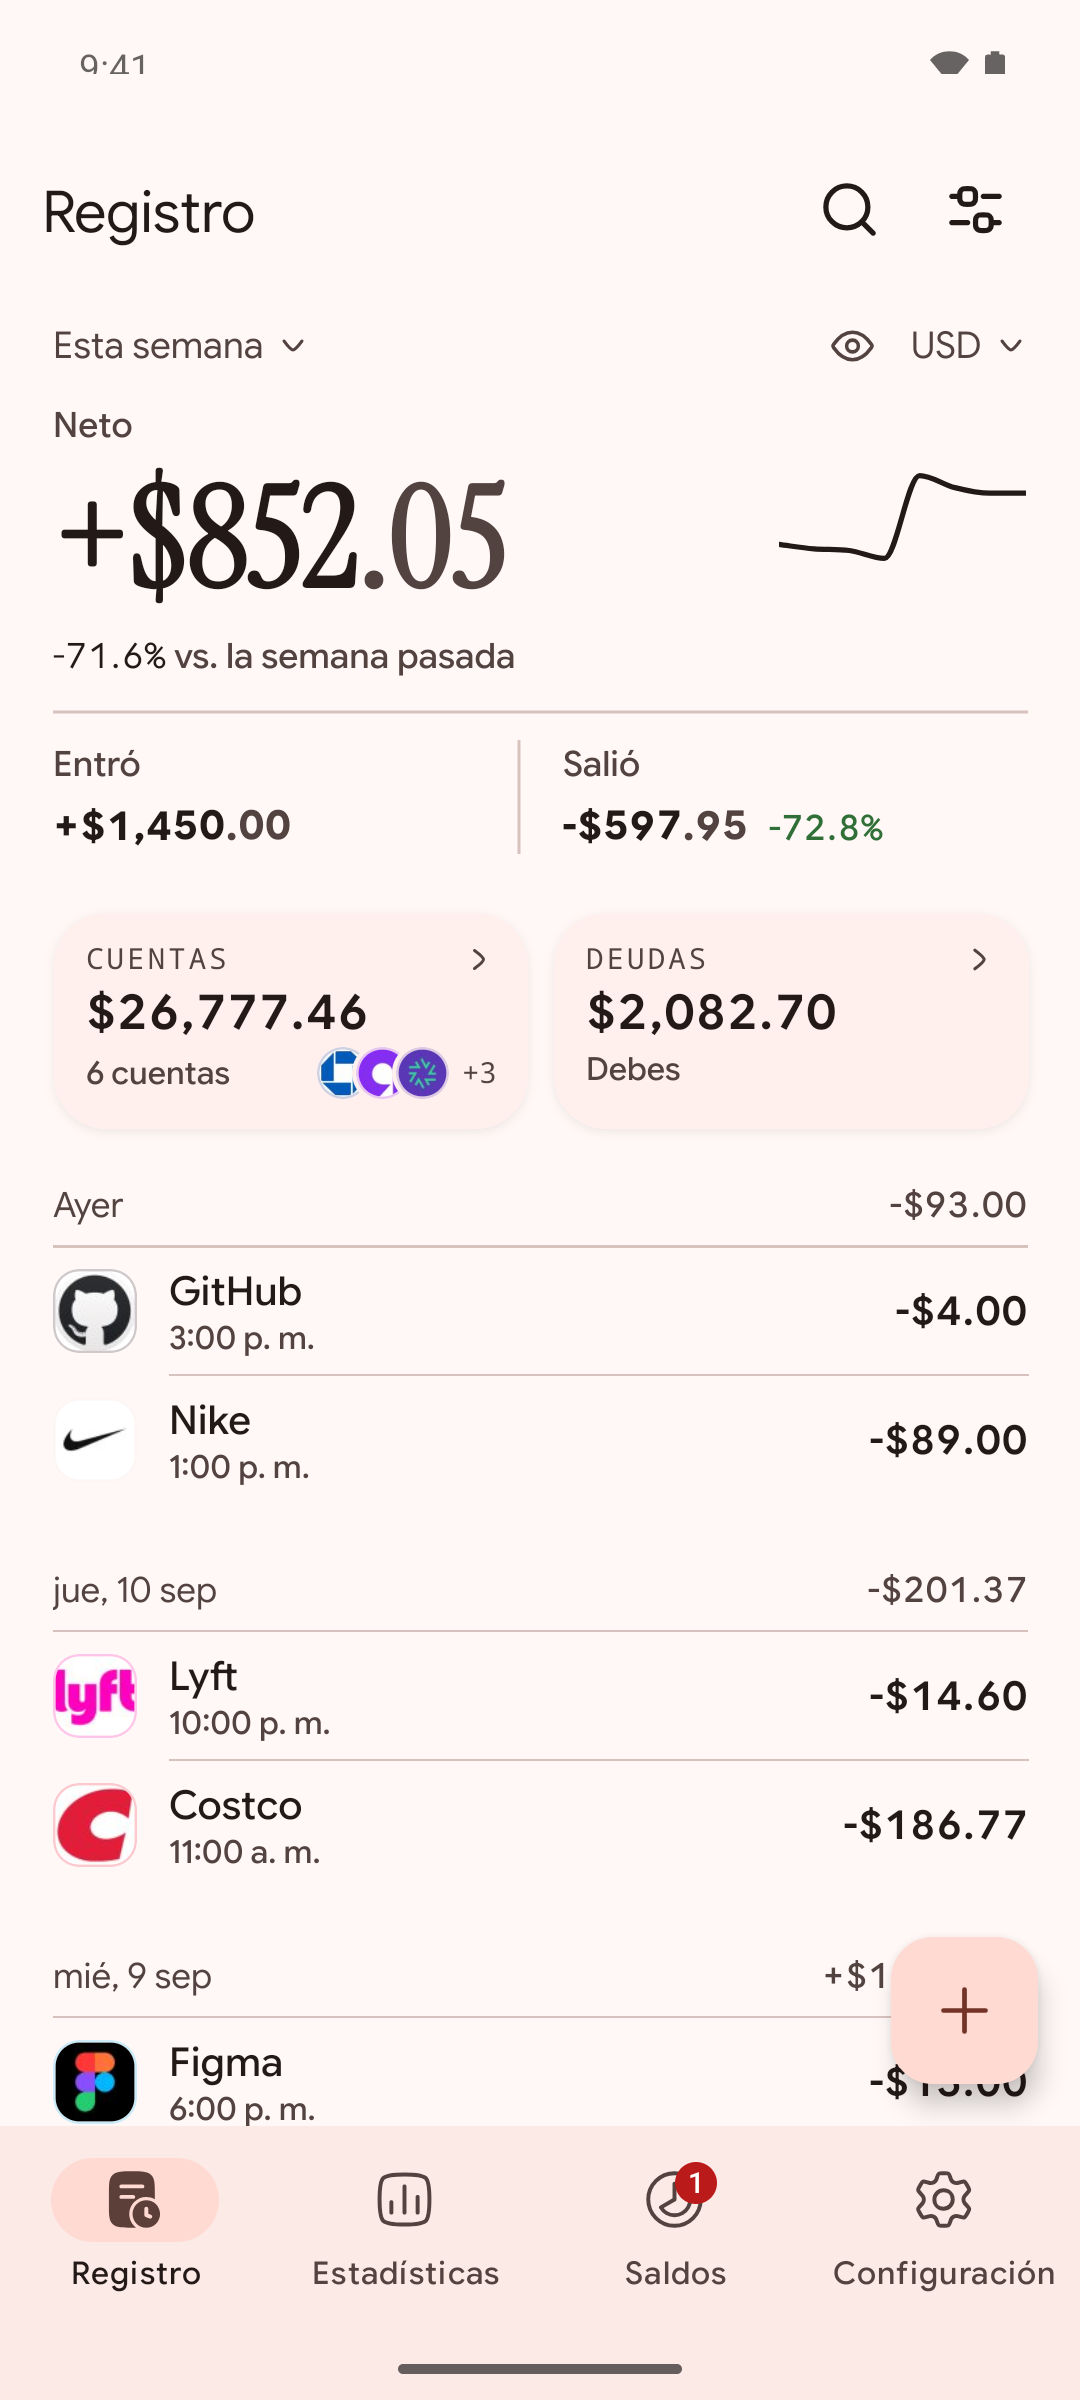 9:41
Registro
Esta semana
USD
Neto
+$852.05
-71.6% vs. la semana pasada
Entró
Salió
+$1,450.00
-$597.95 -72.8%
CUENTAS
DEUDAS
$26,777.46
$2,082.70
6 cuentas
+3
Debes
Ayer
-$93.00
GitHub
-$4.00
3:00 p. m.
Nike
-$89.00
1:00 p. m.
jue, 10 sep
-$201.37
lyft
Lyft
-$14.60
10:00 p. m.
Costco
-$186.77
11:00 a. m.
mié, 9 sep
+$1
Figma
6:00 p. m.
1
Registro
Estadísticas
Saldos
Configuración